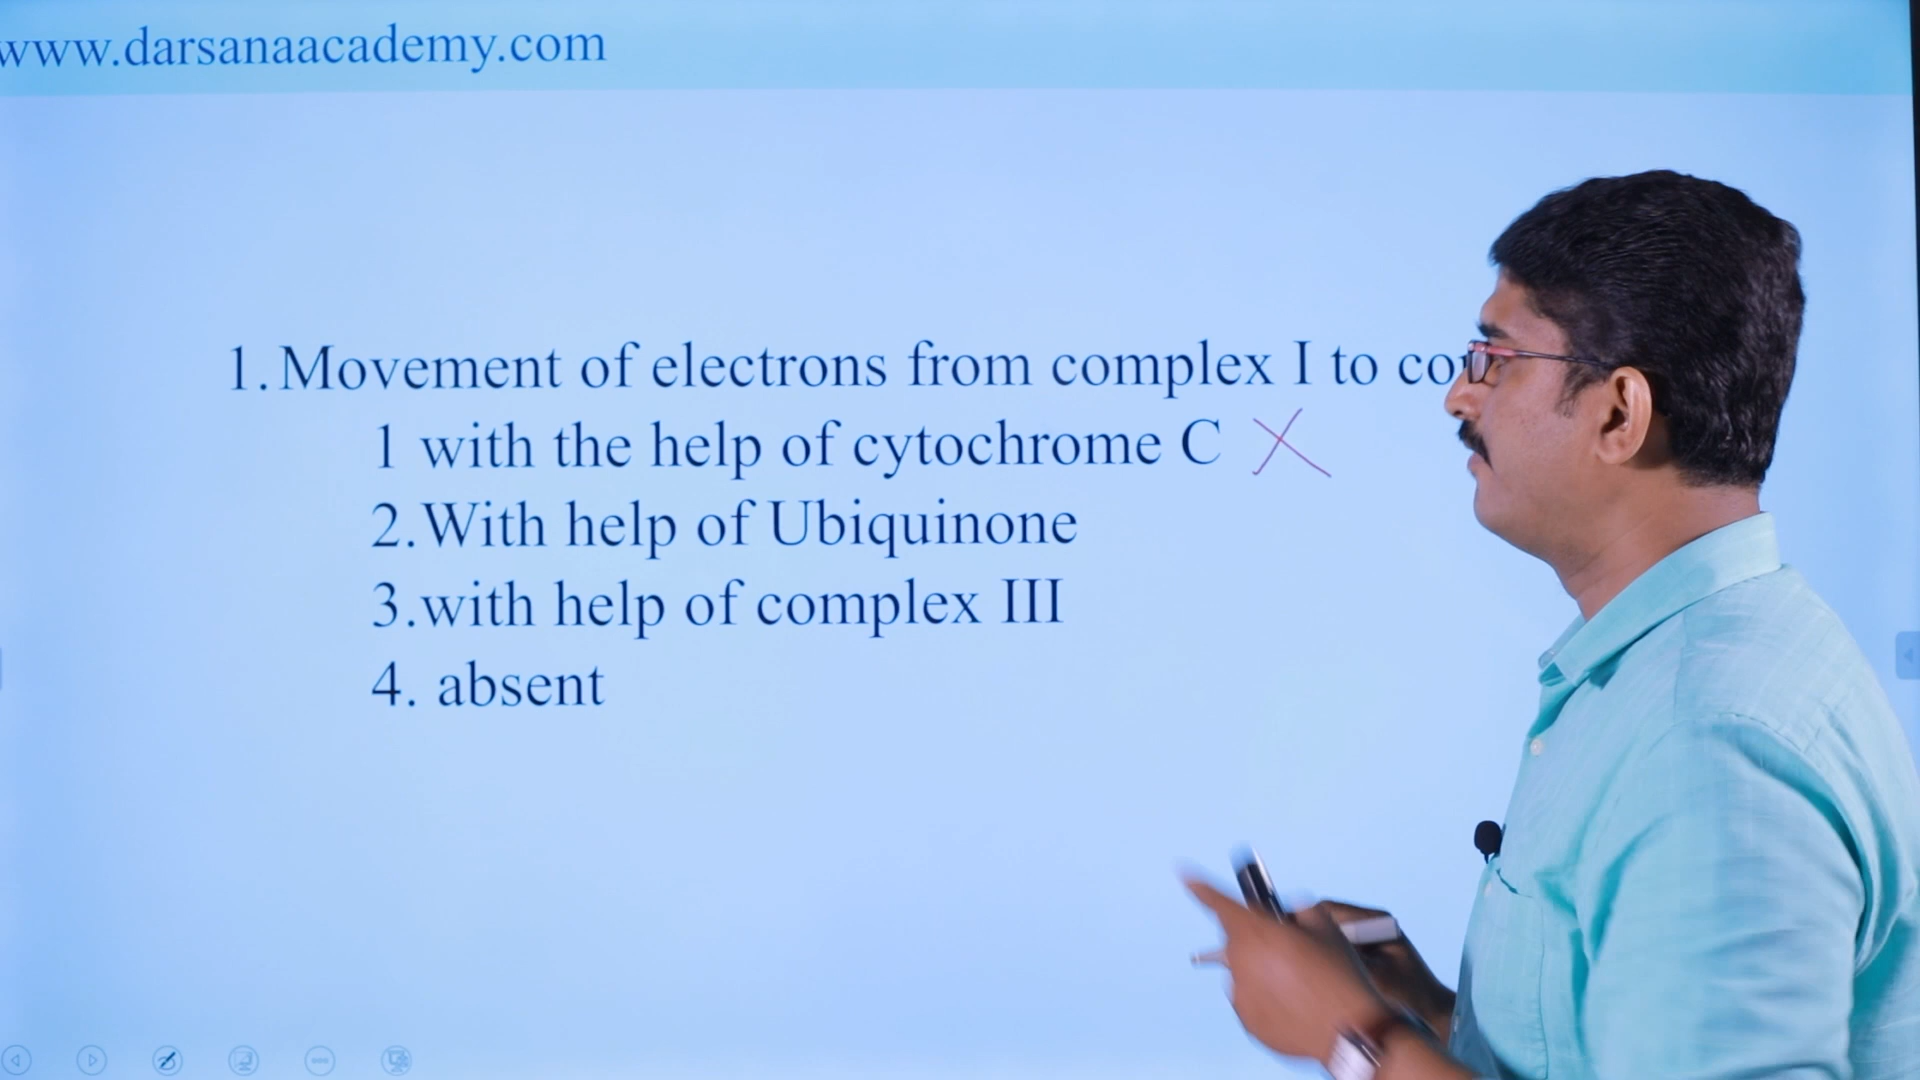 www.darsanaacademy.com
1.Movement of electrons from complex I to
1 with the help of cytochrome C
2.With help of Ubiquinone
3.with help of complex III
4. absent